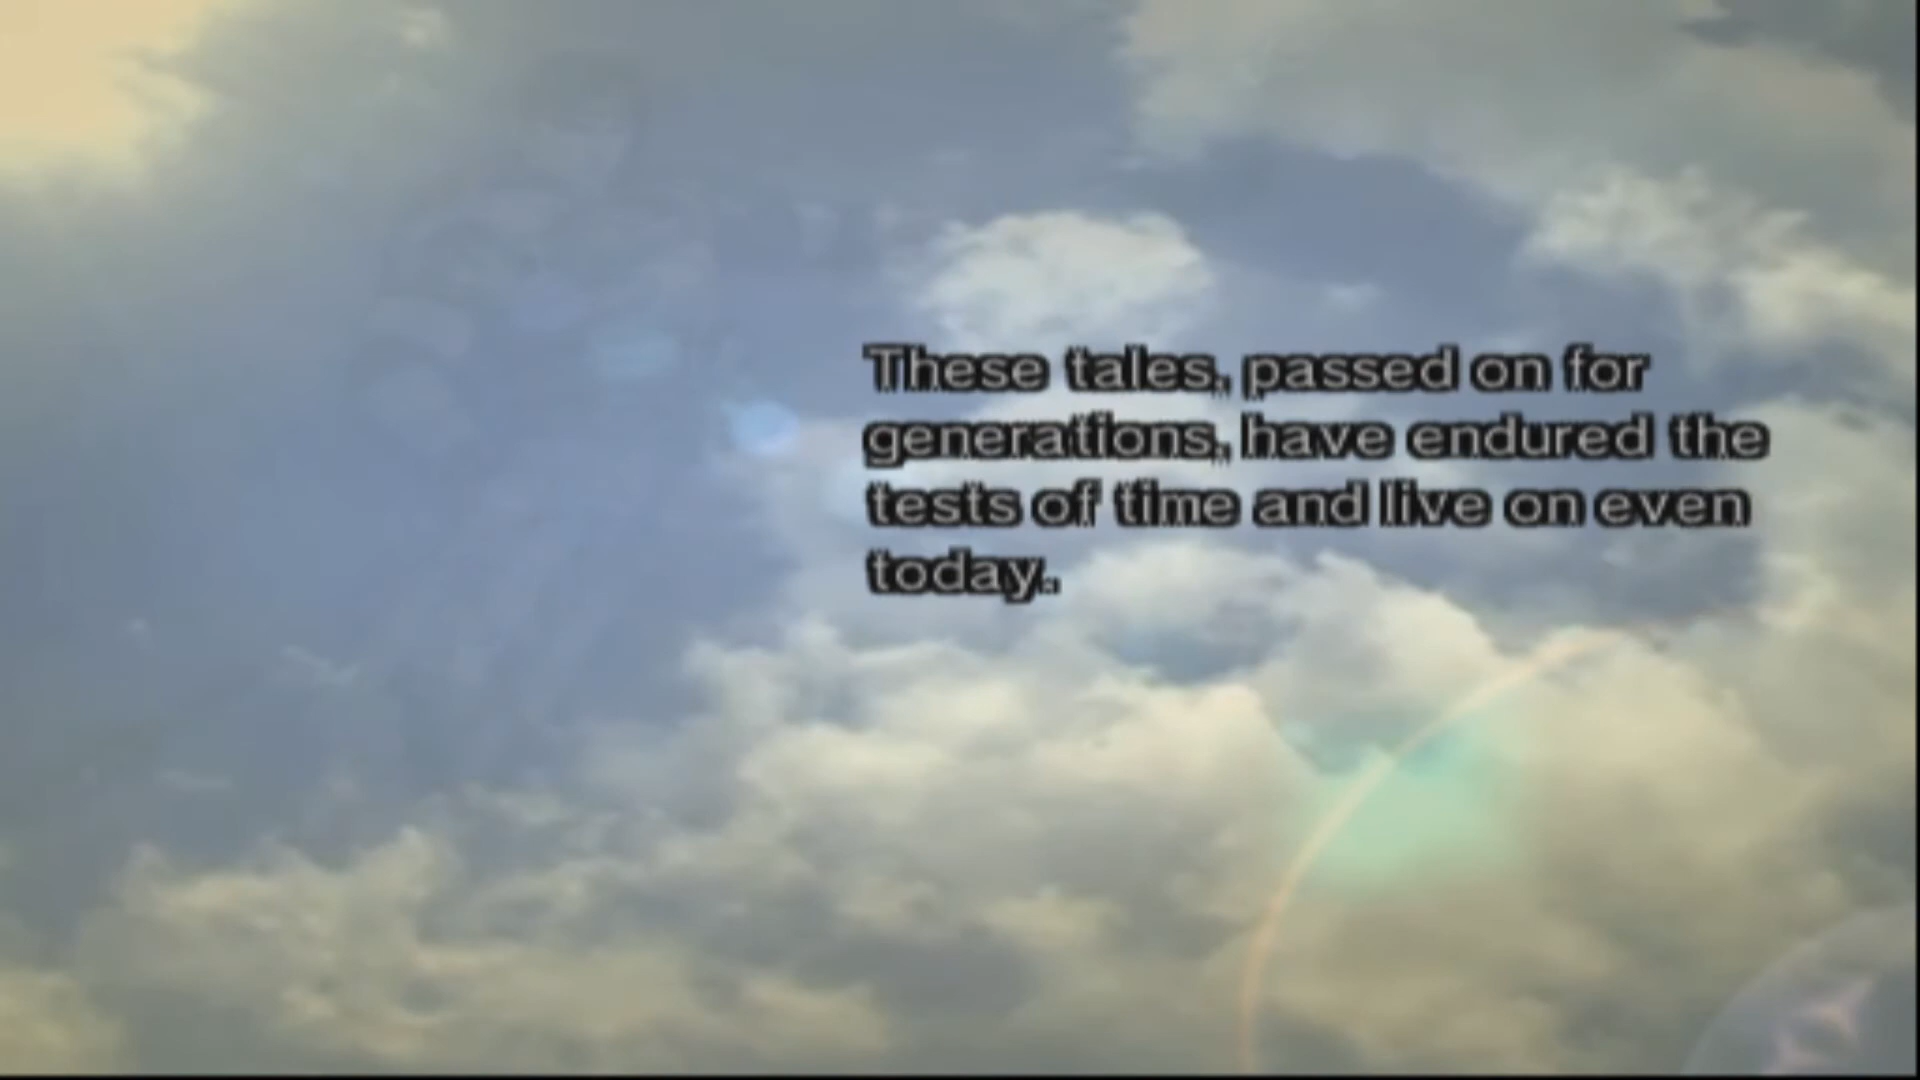 These tales, passed on for
generations, have endured the
tests of time and live on even
today.